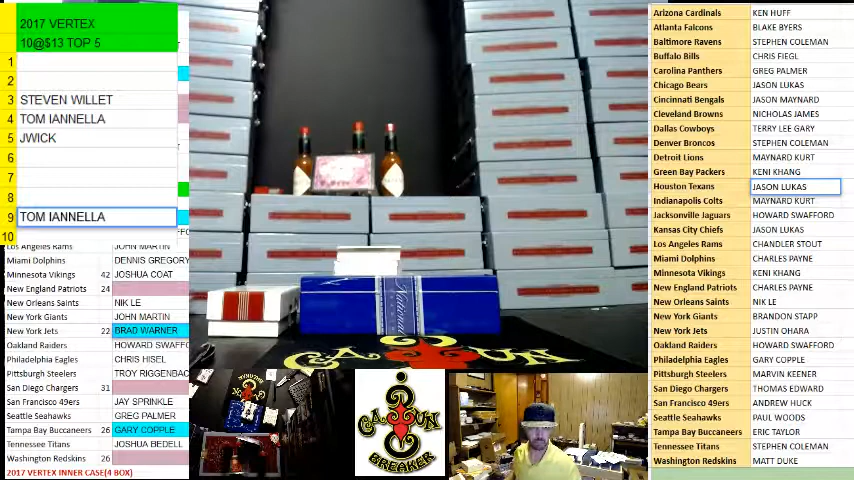 2017 VERTEX
10@$13 TOP 5
1
2
3 STEVEN WILLET
4 TOM IANNELLA
5 JWICK
6
7
8
9 TOM IANNELLA
10
Los Angeles Rams JOHN MARTIN
Miami Dolphins DENNIS GREGORY
Minnesota Vikings 42 JOSHUA COAT
New England Patriots 24
New Orleans Saints NIK LE
New York Giants JOHN MARTIN
New York Jets 22 BRAD WARNER
Oakland Raiders HOWARD SWAFFO
Philadelphia Eagles CHRIS HISEL
Pittsburgh Steelers TROY RIGGENBAC
San Diego Chargers 31
San Francisco 49ers JAY SPRINKLE
Seattle Seahawks GREG PALMER
Tampa Bay Buccaneers 26 GARY COPPLE
Tennessee Titans JOSHUA BEDELL
Washington Redskins 26
2017 VERTEX INNER CASE(4 BOX)
National
CAJUN
CAJUN
BREAKER
Arizona Cardinals KEN HUFF
Atlanta Falcons BLAKE BYERS
Baltimore Ravens STEPHEN COLEMAN
Buffalo Bills CHRIS FIEGL
Carolina Panthers GREG PALMER
Chicago Bears JASON LUKAS
Cincinnati Bengals JASON MAYNARD
Cleveland Browns NICHOLAS JAMES
Dallas Cowboys TERRY LEE GARY
Denver Broncos STEPHEN COLEMAN
Detroit Lions MAYNARD KURT
Green Bay Packers KENI KHANG
Houston Texans JASON LUKAS
Indianapolis Colts MAYNARD KURT
Jacksonville Jaguars HOWARD SWAFFORD
Kansas City Chiefs JASON LUKAS
Los Angeles Rams CHANDLER STOUT
Miami Dolphins CHARLES PAYNE
Minnesota Vikings KENI KHANG
New England Patriots CHARLES PAYNE
New Orleans Saints NIK LE
New York Giants BRANDON STAPP
New York Jets JUSTIN OHARA
Oakland Raiders HOWARD SWAFFORD
Philadelphia Eagles GARY COPPLE
Pittsburgh Steelers MARVIN KEENER
San Diego Chargers THOMAS EDWARD
San Francisco 49ers ANDREW HUCK
Seattle Seahawks PAUL WOODS
Tampa Bay Buccaneers ERIC TAYLOR
Tennessee Titans STEPHEN COLEMAN
Washington Redskins MATT DUKE